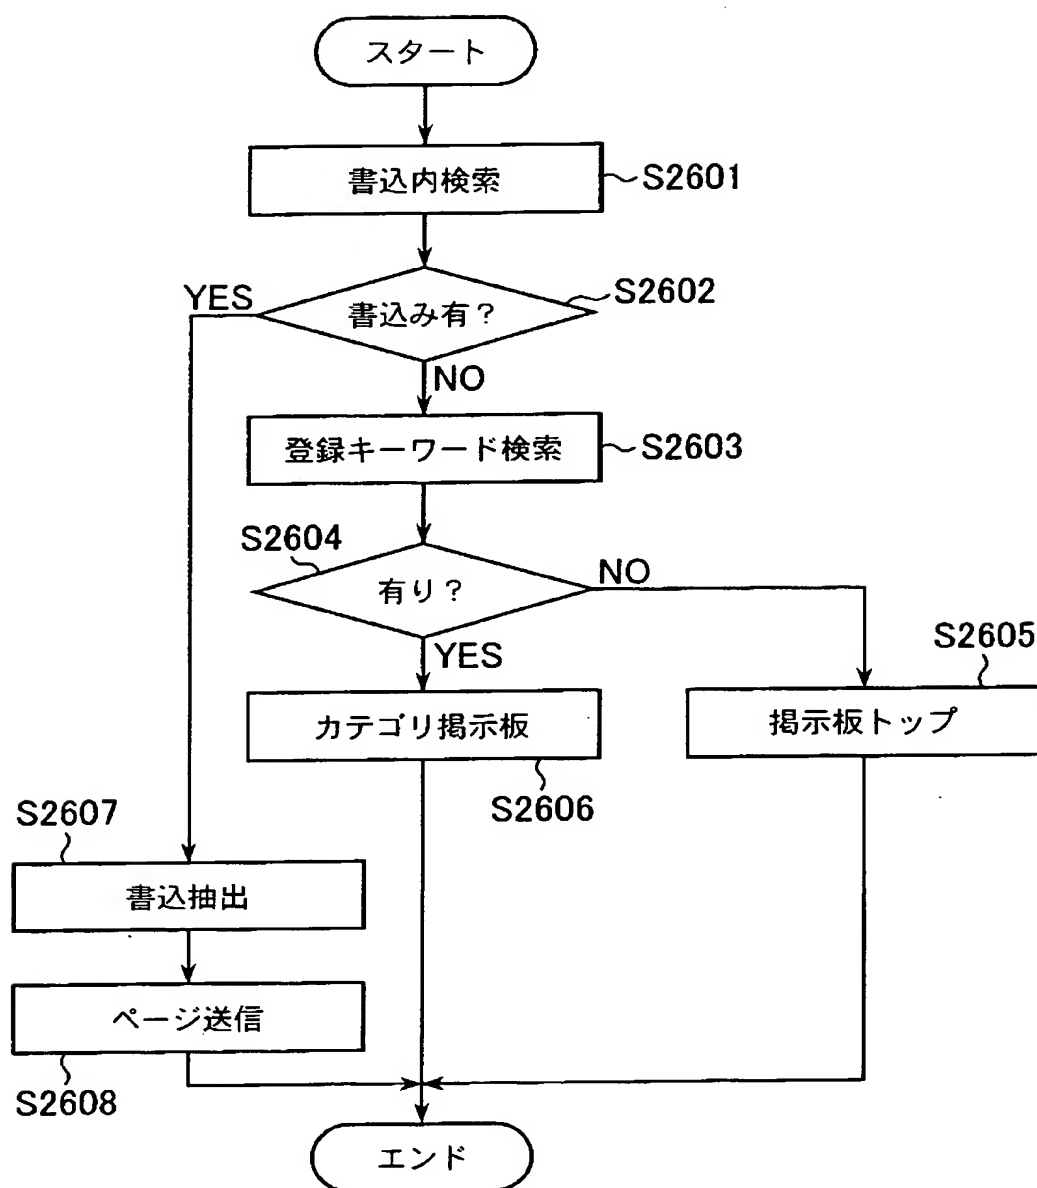 スタート
書込内検索
S2601
YES
書込み有?
S2602
NO
登録キーワード検索
S2603
S2604
有り?
NO
YES
S2605
カテゴリ掲示板
掲示板トップ
S2606
S2607
書込抽出
ページ送信
S2608
エンド